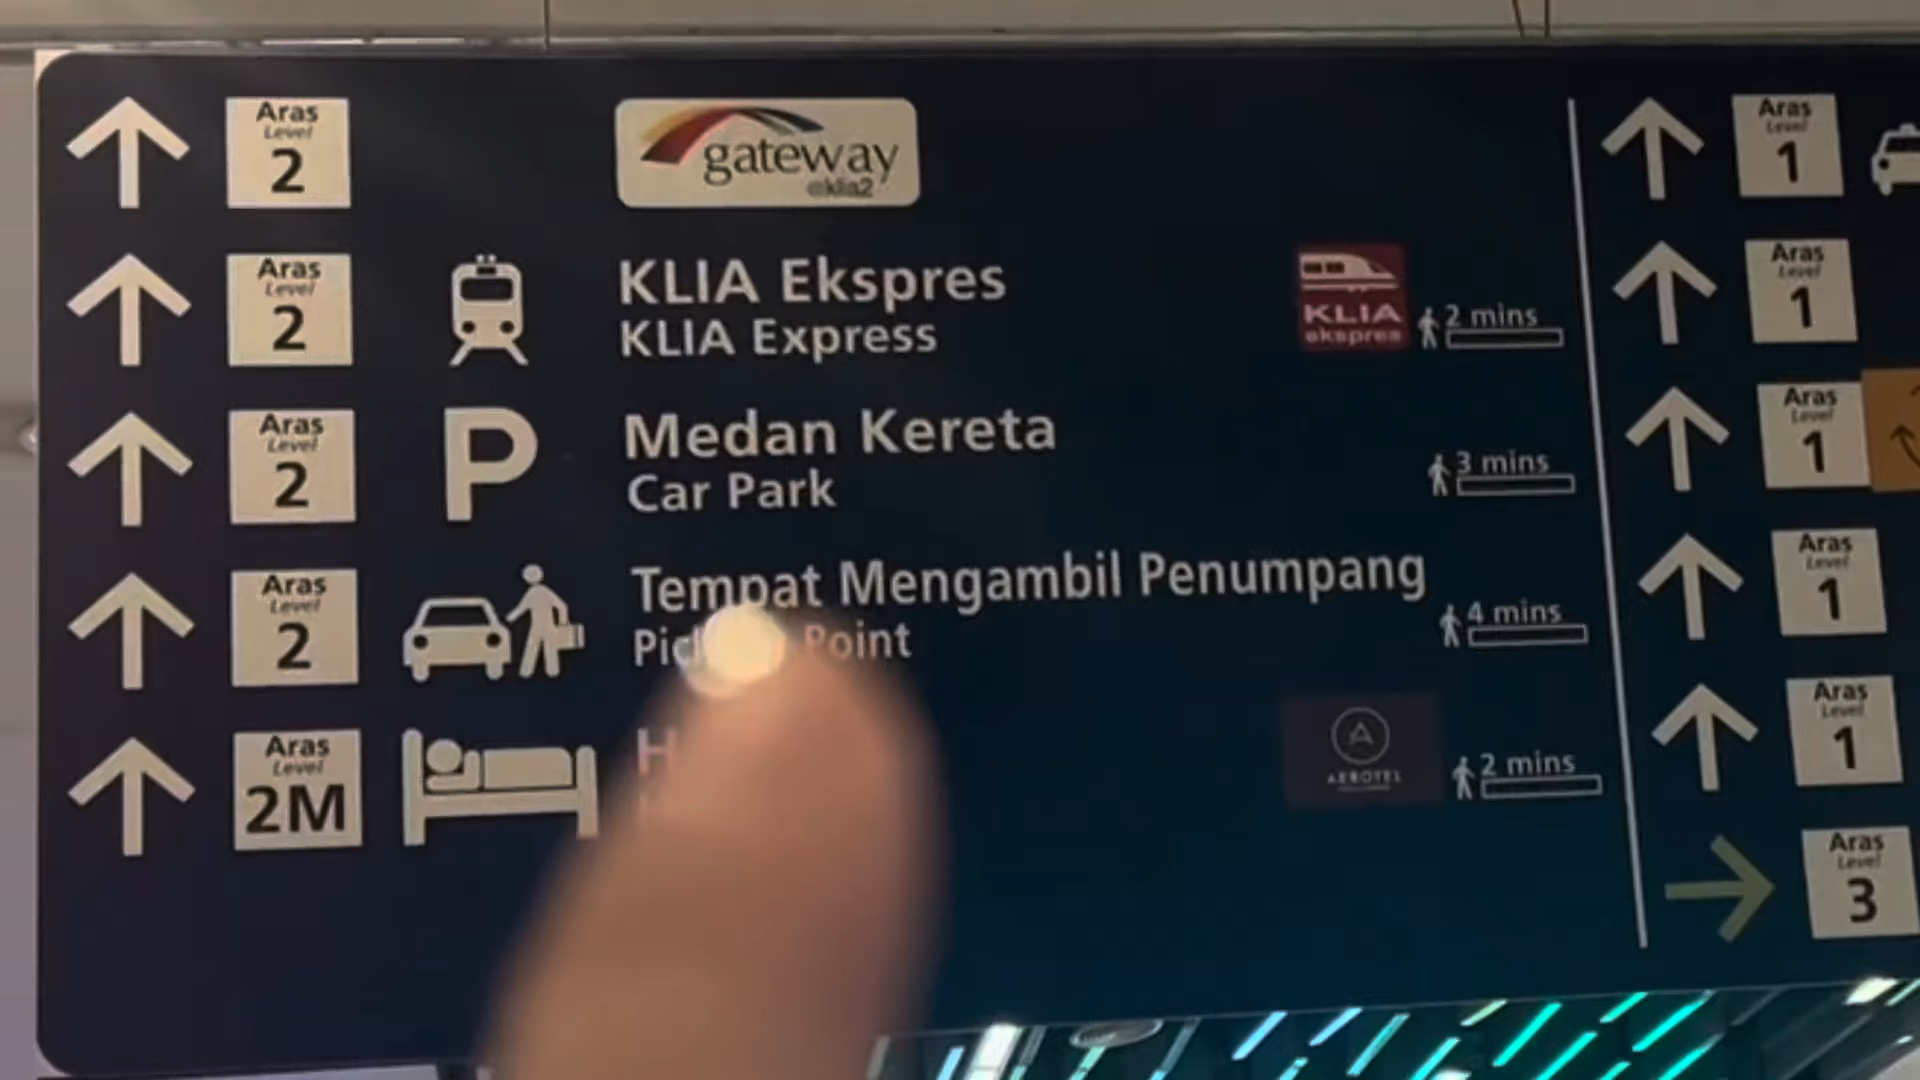 Aras
Level
2
gateway
@klia2
Aras
Level
2
KLIA Ekspres
KLIA Express
KLIA
ekspres
2 mins
Aras
Level
2
P
Medan Kereta
Car Park
3 mins
Aras
Level
2
Tempat Mengambil Penumpang
Point
4 mins
Aras
Level
2M
A
AEROTEL
2 mins
Aras
Level
1
Aras
Level
1
Aras
Level
1
Aras
Level
1
Aras
Level
1
Aras
Level
3